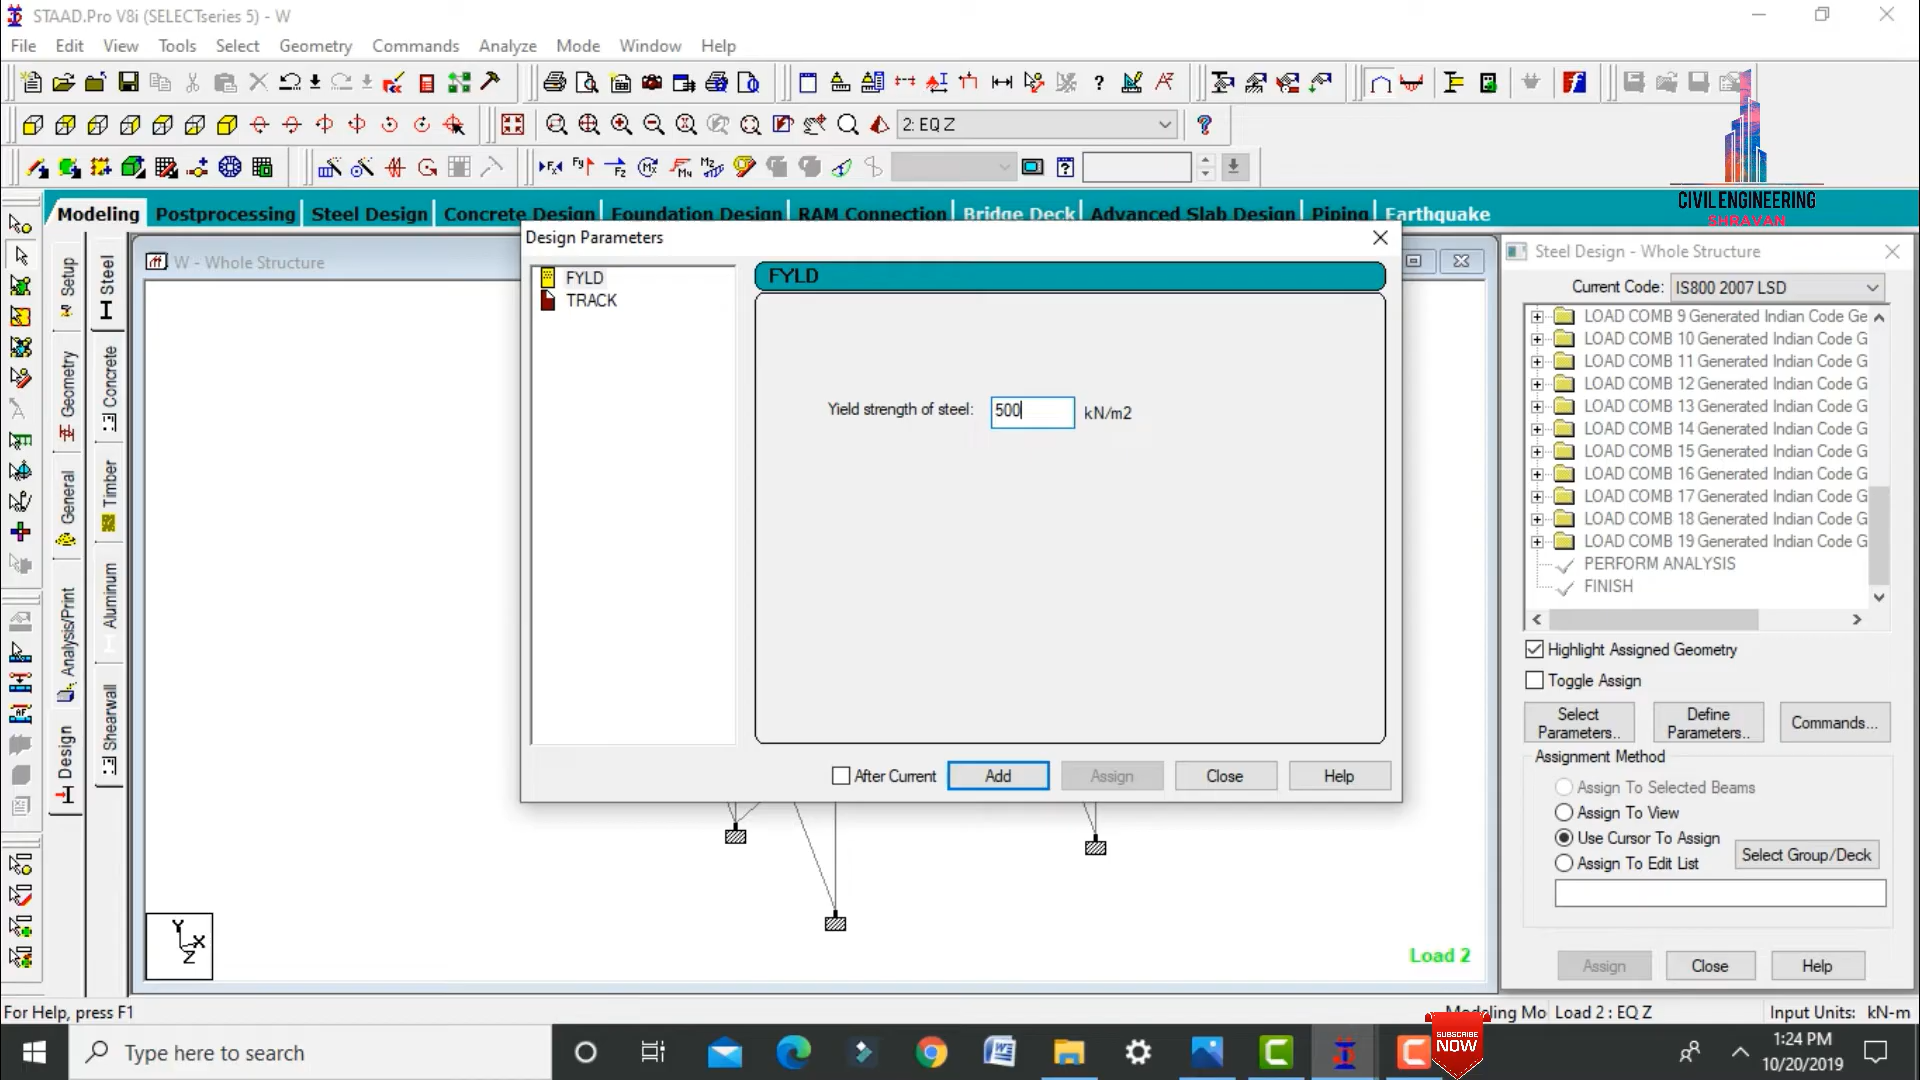 STAAD.Pro V8i (SELECTseries 5) - W
File Edit View Tools Select Geometry Commands Analyze Mode Window Help
2: EQ Z
CIVIL ENGINEERING
SHRAVAN
Modeling Postprocessing Steel Design Concrete Design Foundation Design RAM Connection Bridge Deck Advanced Slab Design Piping Earthquake
Setup
Geometry
General
Analysis/Print
Design
Steel
Concrete
Timber
Aluminum
Shearwall
W - Whole Structure
Design Parameters
FYLD
TRACK
FYLD
Yield strength of steel: 500 kN/m2
After Current Add Assign Close Help
Y
X
Z
Load 2
Steel Design - Whole Structure
Current Code: IS800 2007 LSD
LOAD COMB 9 Generated Indian Code Ge
LOAD COMB 10 Generated Indian Code G
LOAD COMB 11 Generated Indian Code G
LOAD COMB 12 Generated Indian Code G
LOAD COMB 13 Generated Indian Code G
LOAD COMB 14 Generated Indian Code G
LOAD COMB 15 Generated Indian Code G
LOAD COMB 16 Generated Indian Code G
LOAD COMB 17 Generated Indian Code G
LOAD COMB 18 Generated Indian Code G
LOAD COMB 19 Generated Indian Code G
PERFORM ANALYSIS
FINISH
Highlight Assigned Geometry
Toggle Assign
Select Parameters.. Define Parameters.. Commands...
Assignment Method
Assign To Selected Beams
Assign To View
Use Cursor To Assign
Assign To Edit List
Select Group/Deck
Assign Close Help
For Help, press F1
Modeling Mo Load 2 : EQ Z Input Units: kN-m
Type here to search
SUBSCRIBE
NOW
1:24 PM
10/20/2019